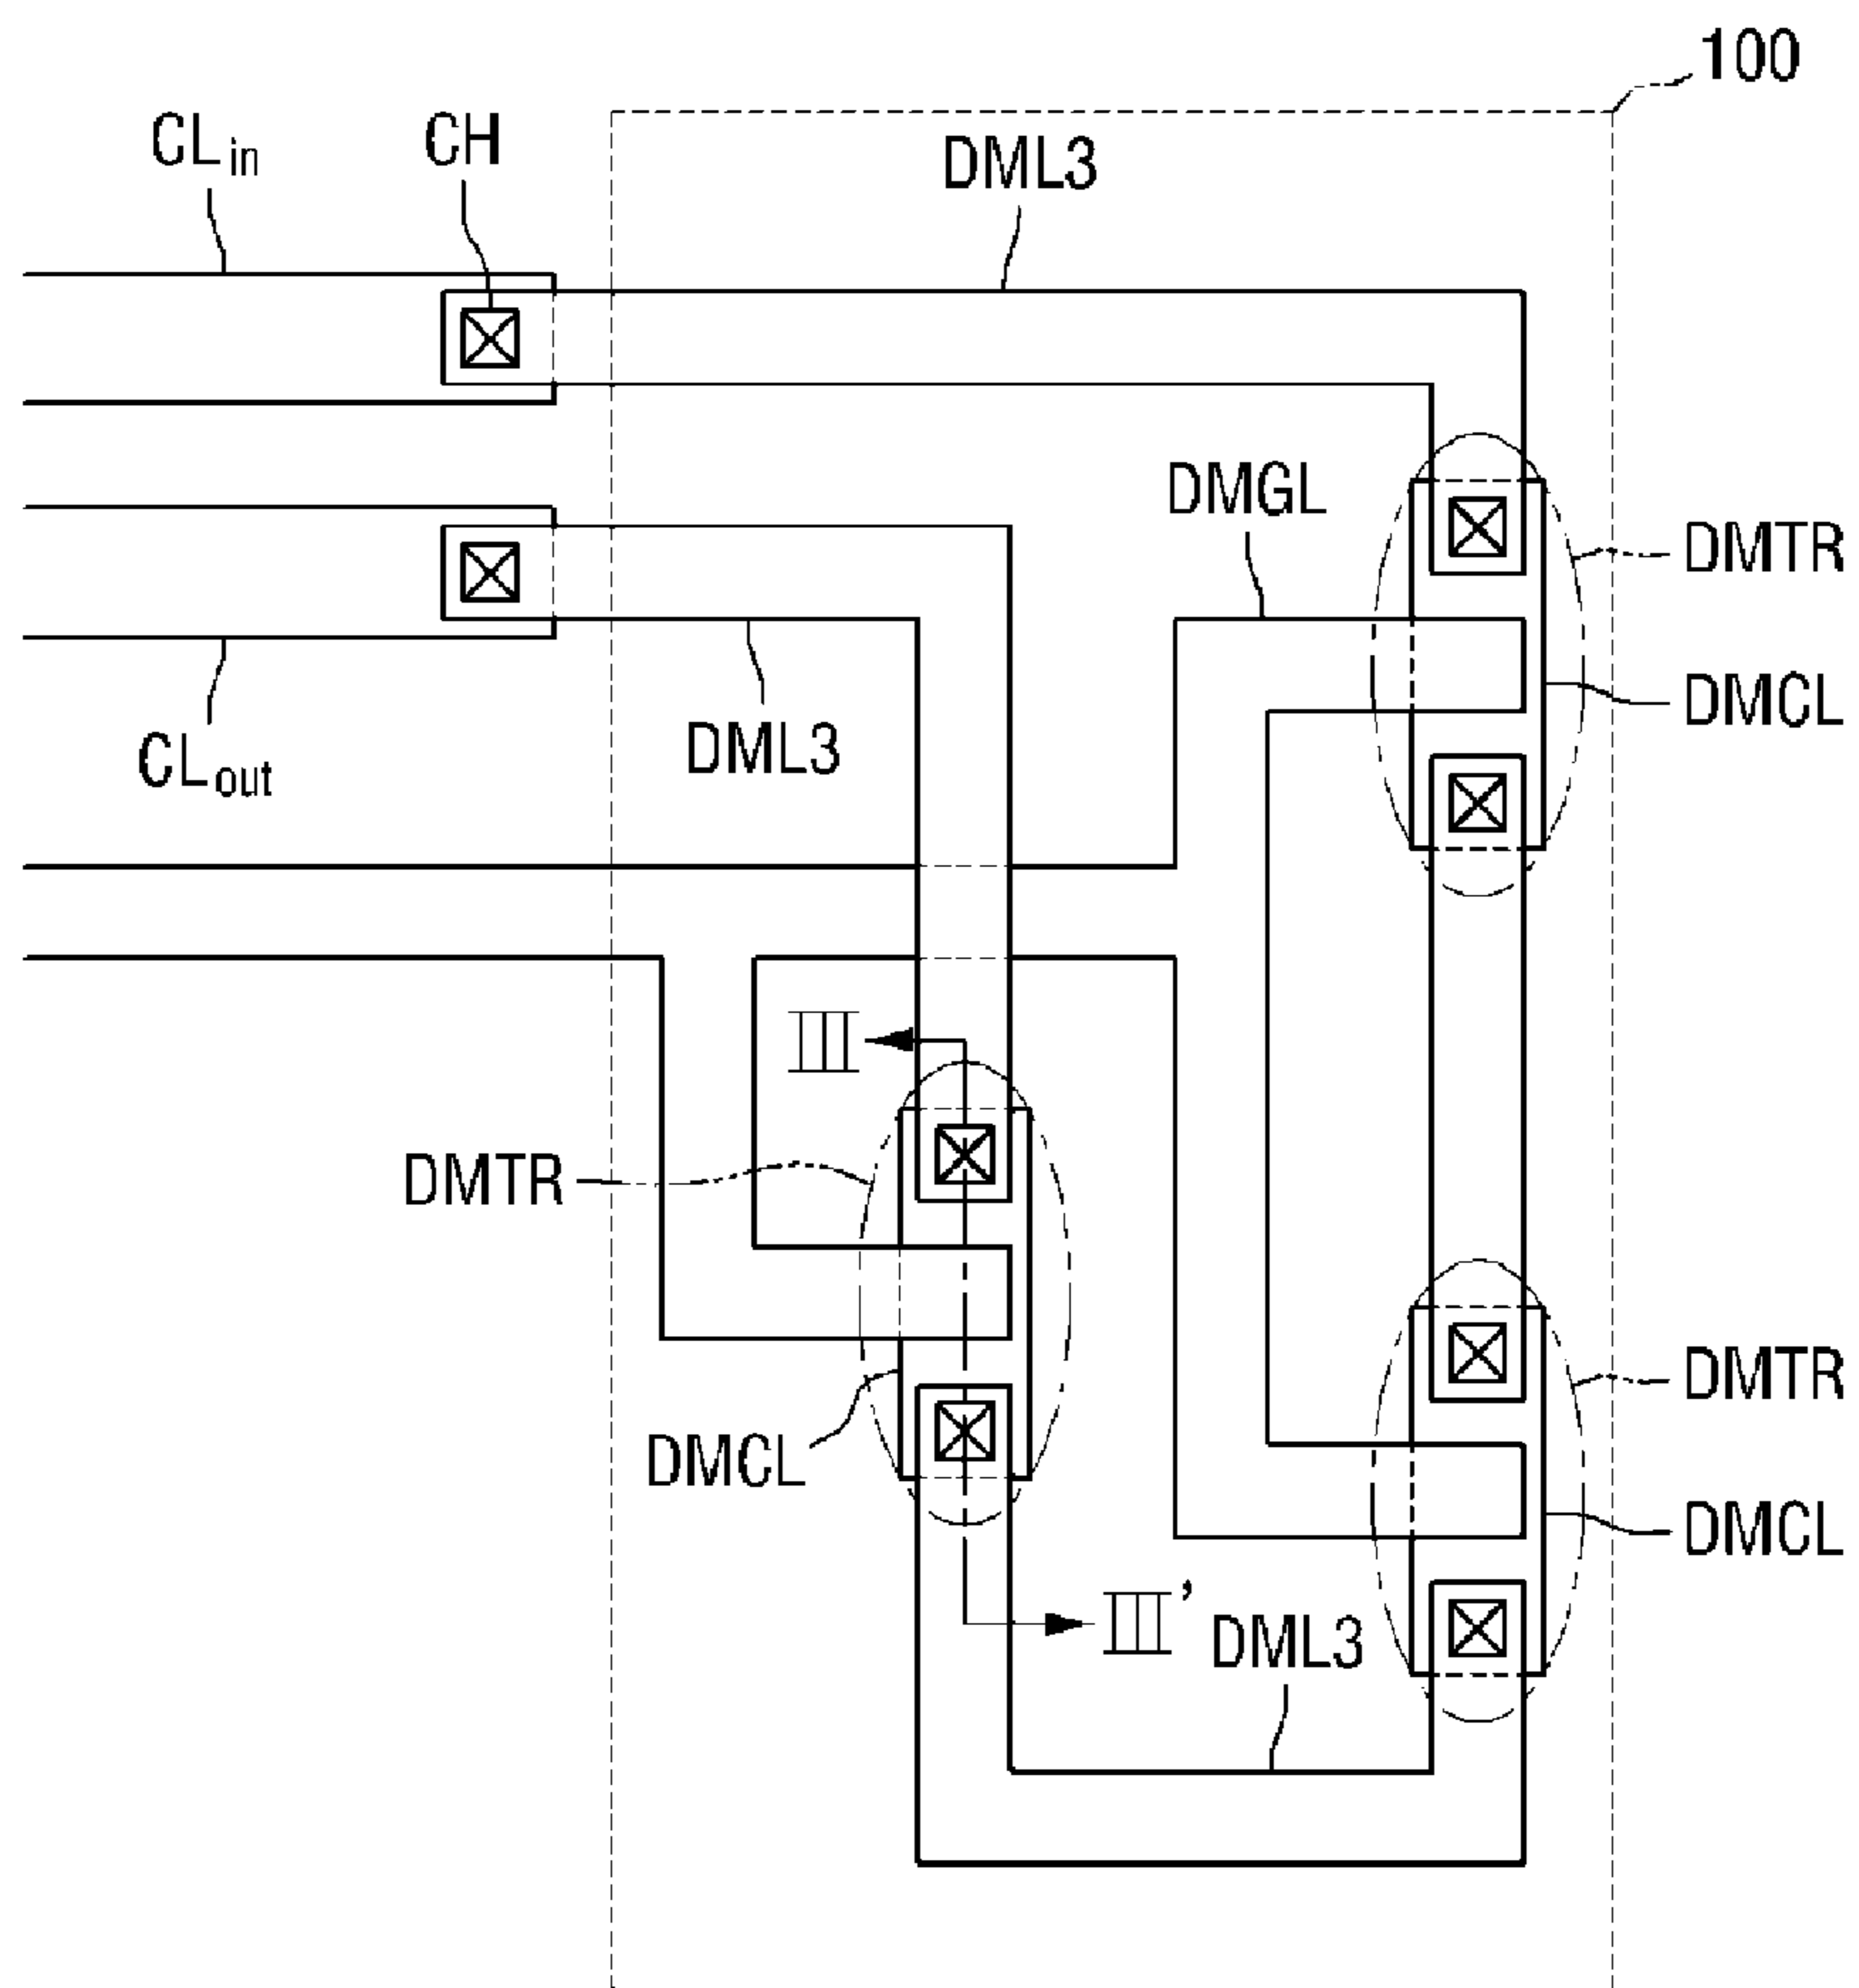 100
CLin
CH
DML3
DMGL
DMTR
DMCL
DML3
CLout
III
DMTR
DMTR
DMCL
DMCL
III'
DML3